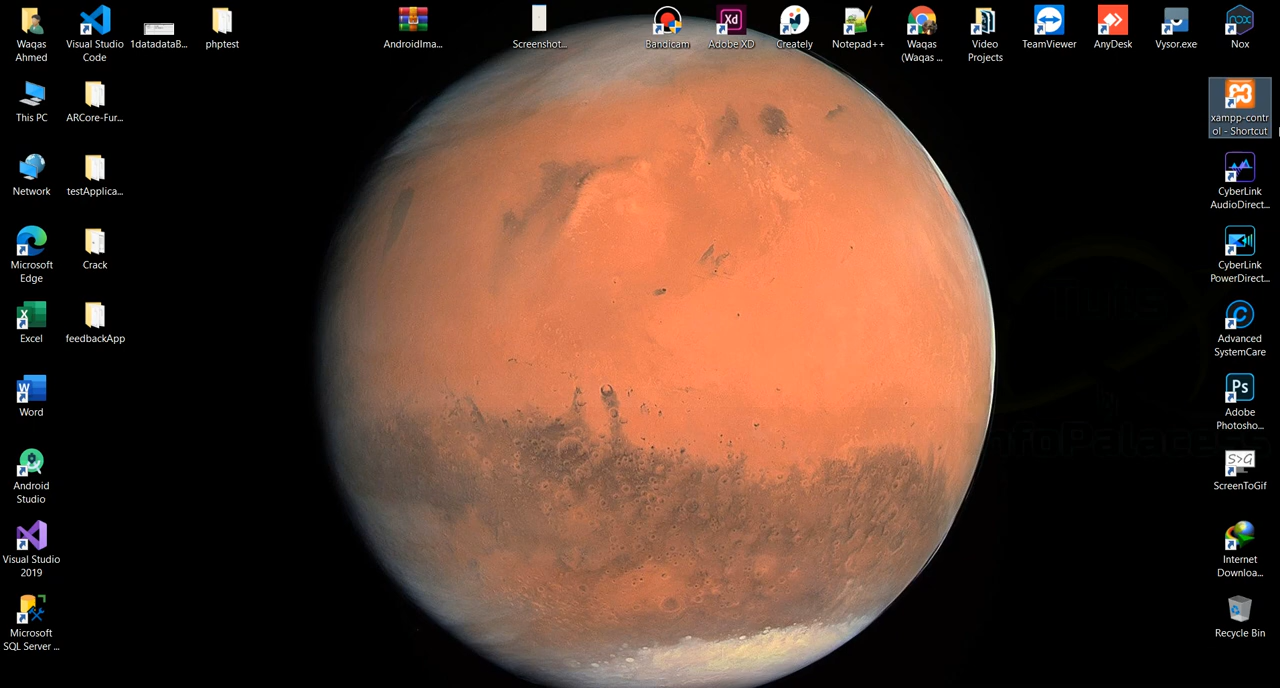 Waqas
Ahmed
Visual Studio
Code
1datadataB...
phptest
AndroidIma...
Screenshot...
Bandicam
Adobe XD
Creately
Notepad++
Waqas
(Waqas ...
Video
Projects
TeamViewer
AnyDesk
Vysor.exe
Nox
This PC
ARCore-Fur...
xampp-contr
ol - Shortcut
Network
testApplica...
CyberLink
AudioDirect...
Microsoft
Edge
Crack
CyberLink
PowerDirect...
Excel
feedbackApp
Advanced
SystemCare
Word
Adobe
Photosho...
Android
Studio
ScreenToGif
Visual Studio
2019
Internet
Downloa...
Microsoft
SQL Server ...
Recycle Bin